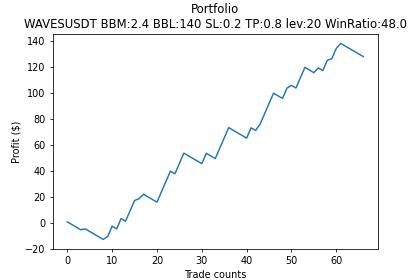 Portfolio
WAVESUSDT BBM:2.4 BBL:140 SL:0.2 TP:0.8 lev:20 WinRatio:48.0
140
120
100
80
60
40
20
0
−20
Profit ($)
0 10 20 30 40 50 60
Trade counts